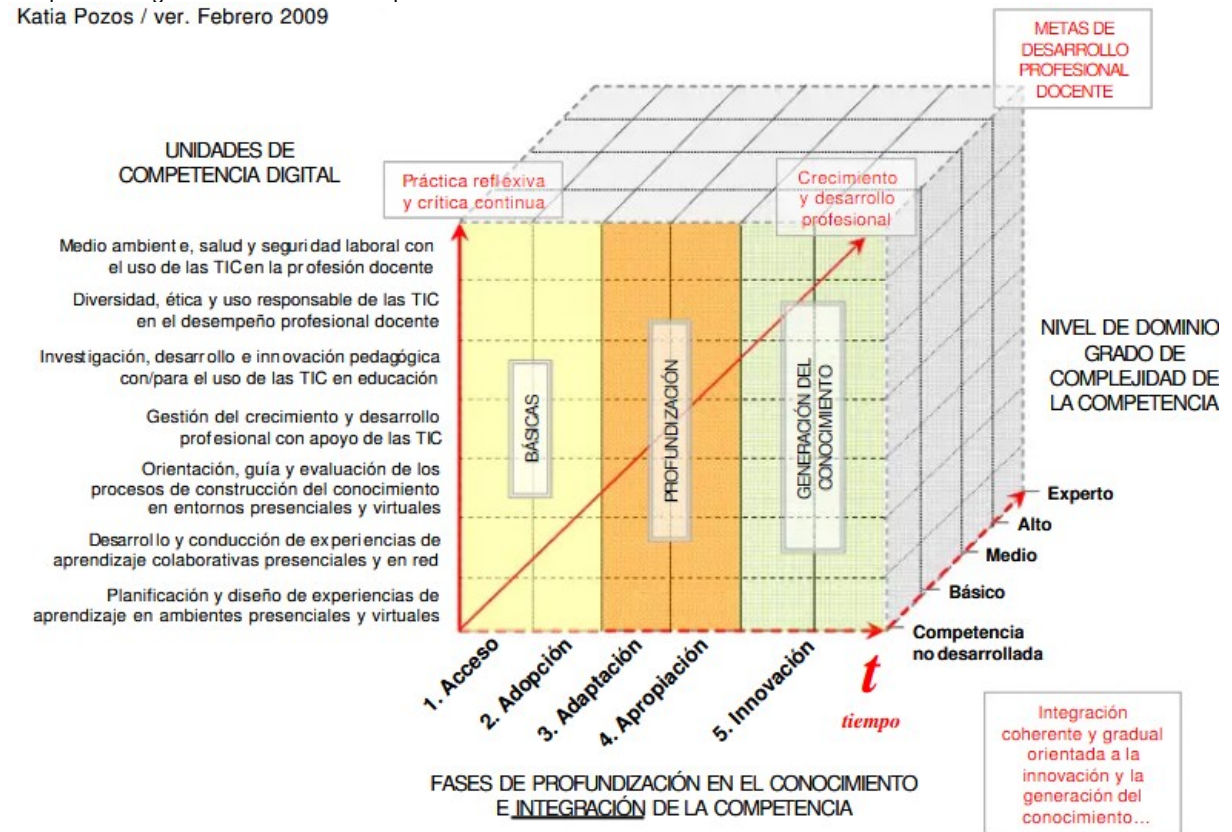 Katia Pozos / ver. Febrero 2009
METAS DE
DESARROLLO
PROFESIONAL
DOCENTE
UNIDADES DE
COMPETENCIA DIGITAL
Práctica reflexiva
y crítica continua
Crecimiento
y desarrollo
profesional
Medio ambiente, salud y seguridad laboral con
el uso de las TIC en la profesión docente
Diversidad, ética y uso responsable de las TIC
en el desempeño profesional docente
Investigación, desarrollo e innovación pedagógica
con/para el uso de las TIC en educación
Gestión del crecimiento y desarrollo
profesional con apoyo de las TIC
Orientación, guía y evaluación de los
procesos de construcción del conocimiento
en entornos presenciales y virtuales
Desarrollo y conducción de experiencias de
aprendizaje colaborativas presenciales y en red
Planificación y diseño de experiencias de
aprendizaje en ambientes presenciales y virtuales
BÁSICAS
PROFUNDIZACIÓN
GENERACIÓN DEL
CONOCIMIENTO
NIVEL DE DOMINIO
GRADO DE
COMPLEJIDAD DE
LA COMPETENCIA
Experto
Alto
Medio
Básico
Competencia
no desarrollada
1. Acceso
2. Adopción
3. Adaptación
4. Apropiación
5. Innovación
t
tiempo
FASES DE PROFUNDIZACIÓN EN EL CONOCIMIENTO
E INTEGRACIÓN DE LA COMPETENCIA
Integración
coherente y gradual
orientada a la
innovación y la
generación del
conocimiento...